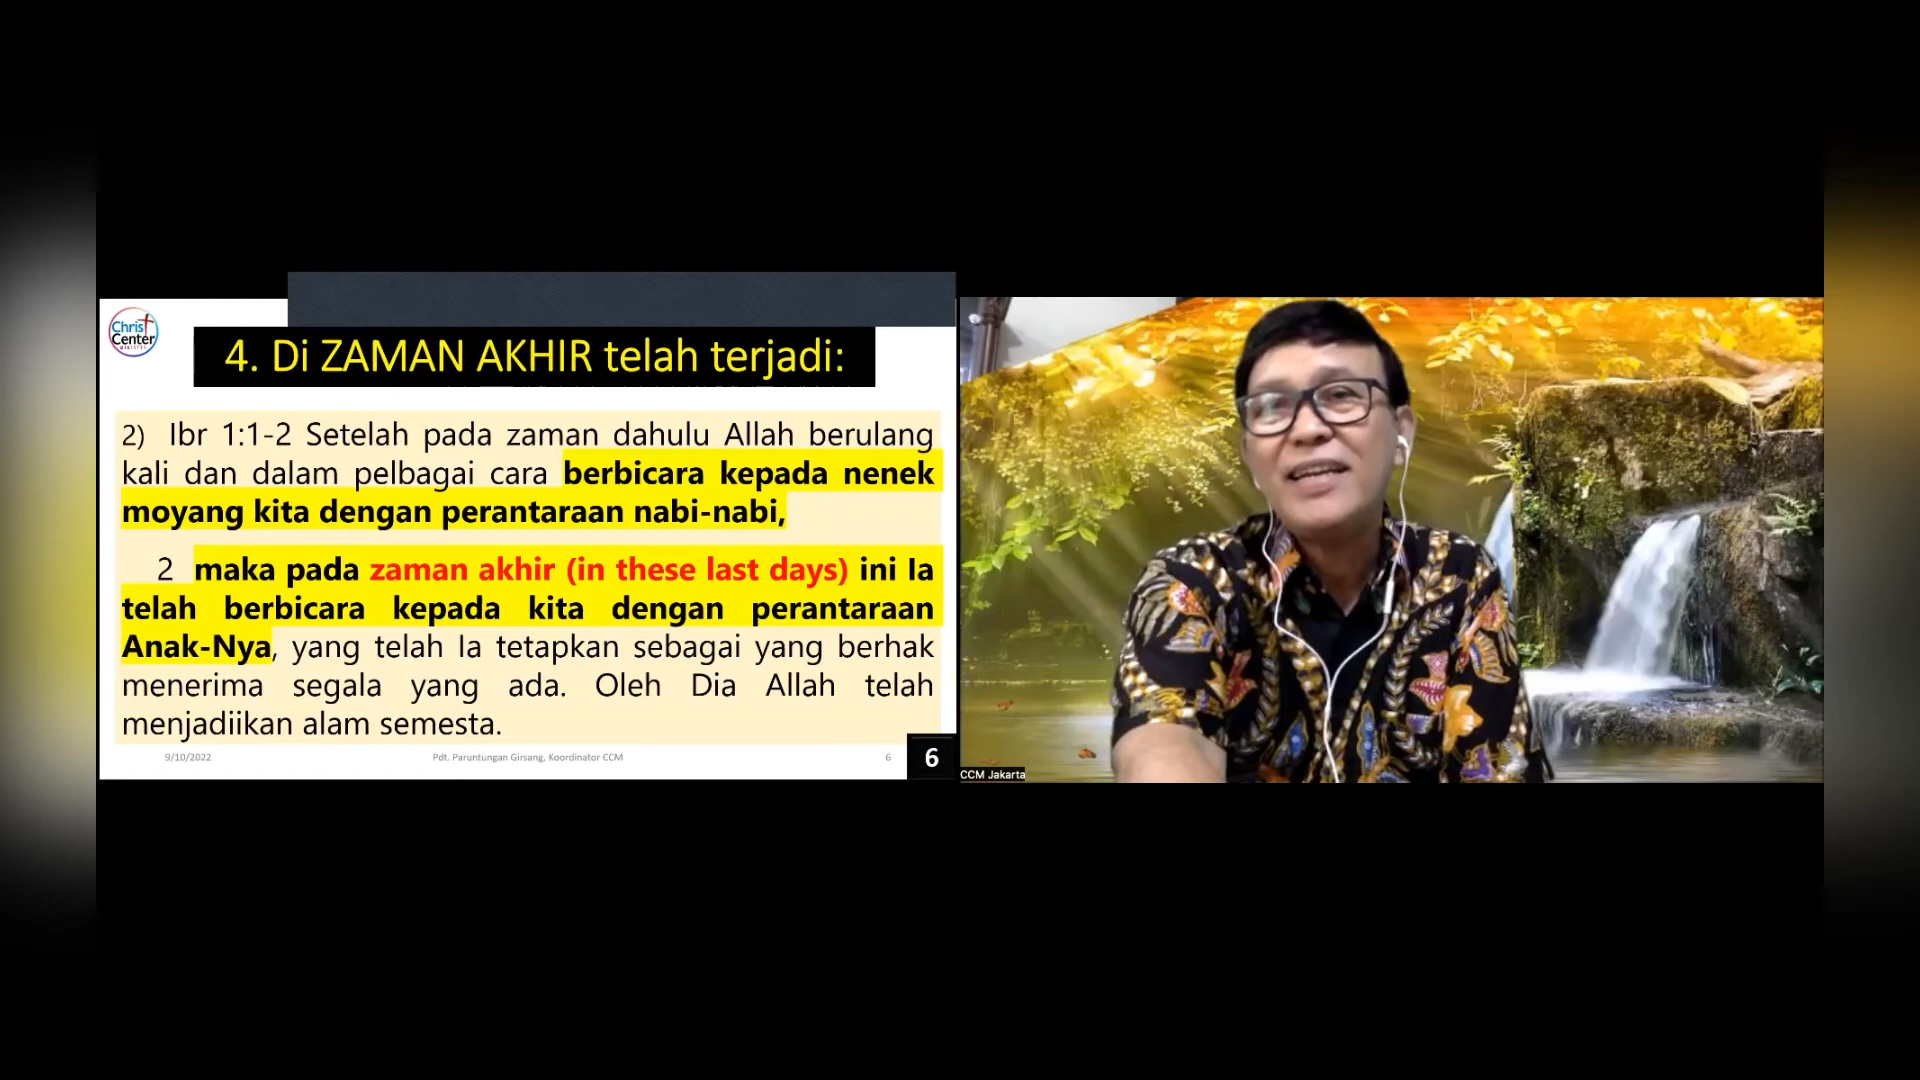 Christ
Center
MINISTRY
4. Di ZAMAN AKHIR telah terjadi:
2) Ibr 1:1-2 Setelah pada zaman dahulu Allah berulang
kali dan dalam pelbagai cara berbicara kepada nenek
moyang kita dengan perantaraan nabi-nabi,
2 maka pada zaman akhir (in these last days) ini Ia
telah berbicara kepada kita dengan perantaraan
Anak-Nya, yang telah Ia tetapkan sebagai yang berhak
menerima segala yang ada. Oleh Dia Allah telah
menjadiikan alam semesta.
9/10/2022 Pdt. Paruntungan Girsang, Koordinator CCM 6
6
CCM Jakarta